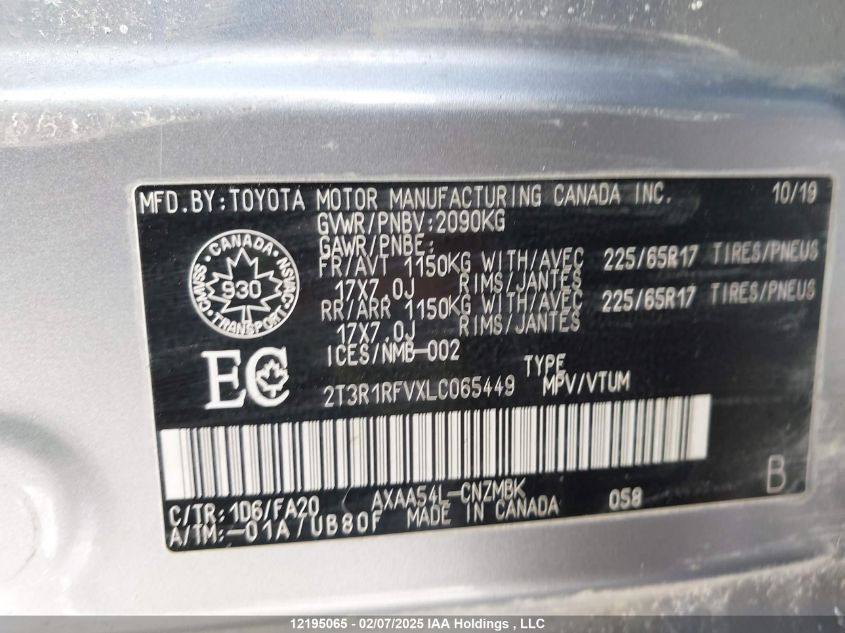 MFD.BY:TOYOTA MOTOR MANUFACTURING CANADA INC. 10/19
GVWR/PNBV:2090KG
GAWR/PNBE:
FR/AVT 1150KG WITH/AVEC 225/65R17 TIRES/PNEUS
17X7.0J RIMS/JANTES
RR/ARR 1150KG WITH/AVEC 225/65R17 TIRES/PNEUS
17X7.0J RIMS/JANTES
ICES/NMB-002
CANADA
CMVSS 930 NSVAC
TRANSPORT
EC
TYPE
2T3R1RFVXLC065449 MPV/VTUM
C/TR:1D6/FA20 AXAA54L-CNZMBK 058 B
A/TM:-01A/UB80F MADE IN CANADA
12195065 - 02/07/2025 IAA Holdings , LLC